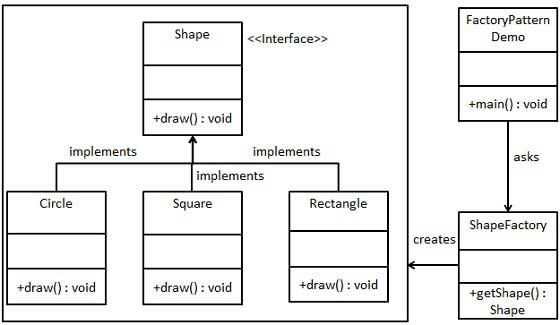 Shape
<<Interface>>
+draw() : void
implements
implements
implements
Circle
+draw() : void
Square
+draw() : void
Rectangle
+draw() : void
FactoryPattern
Demo
+main() : void
asks
ShapeFactory
+getShape() :
Shape
creates